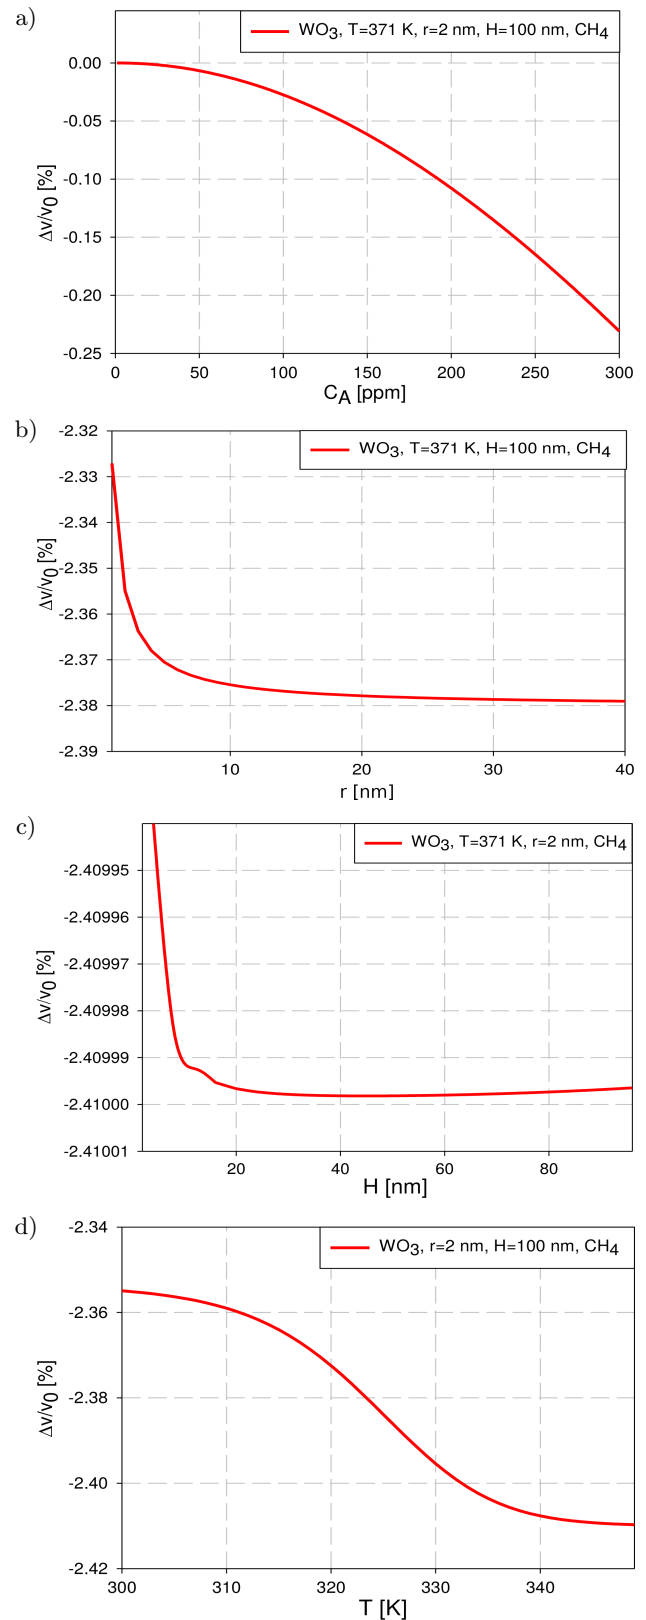 a)
WO3, T=371 K, r=2 nm, H=100 nm, CH4
0.00
-0.05
-0.10
-0.15
-0.20
-0.25
Δv/v0 [%]
0 50 100 150 200 250 300
CA [ppm]
b)
WO3, T=371 K, H=100 nm, CH4
-2.32
-2.33
-2.34
-2.35
-2.36
-2.37
-2.38
-2.39
Δv/v0 [%]
10 20 30 40
r [nm]
c)
WO3, T=371 K, r=2 nm, CH4
-2.40995
-2.40996
-2.40997
-2.40998
-2.40999
-2.41000
-2.41001
Δv/v0 [%]
20 40 60 80
H [nm]
d)
WO3, r=2 nm, H=100 nm, CH4
-2.34
-2.36
-2.38
-2.40
-2.42
Δv/v0 [%]
300 310 320 330 340
T [K]